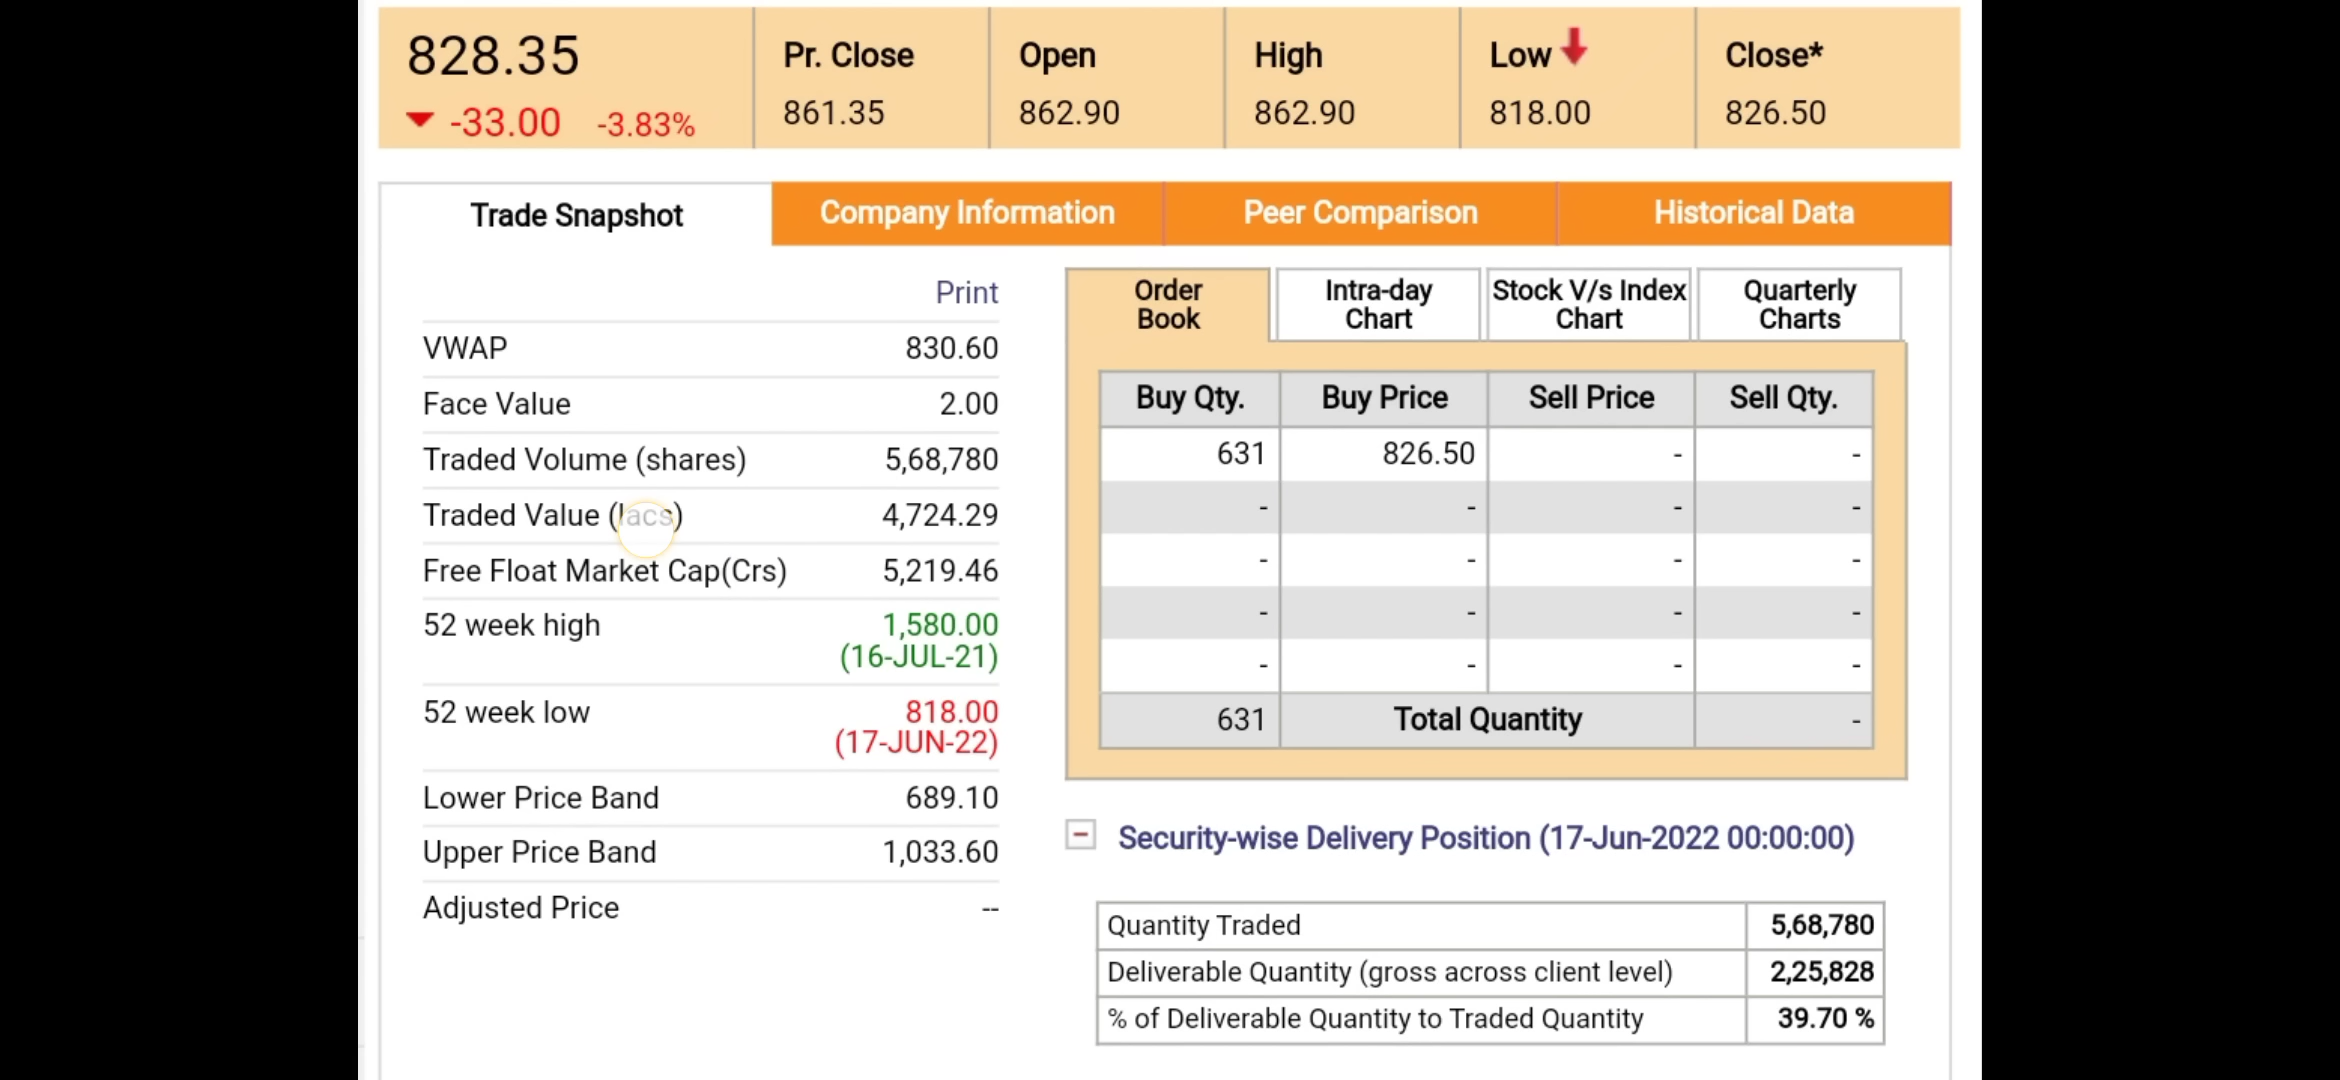 828.35
-33.00 -3.83%
Pr. Close
861.35
Open
862.90
High
862.90
Low
818.00
Close*
826.50
Trade Snapshot
Company Information
Peer Comparison
Historical Data
Print
VWAP 830.60
Face Value 2.00
Traded Volume (shares) 5,68,780
Traded Value (lacs) 4,724.29
Free Float Market Cap(Crs) 5,219.46
52 week high 1,580.00
(16-JUL-21)
52 week low 818.00
(17-JUN-22)
Lower Price Band 689.10
Upper Price Band 1,033.60
Adjusted Price --
Order
Book
Intra-day
Chart
Stock V/s Index
Chart
Quarterly
Charts
Buy Qty. Buy Price Sell Price Sell Qty.
631 826.50 - -
- - - -
- - - -
- - - -
- - - -
631 Total Quantity -
Security-wise Delivery Position (17-Jun-2022 00:00:00)
Quantity Traded 5,68,780
Deliverable Quantity (gross across client level) 2,25,828
% of Deliverable Quantity to Traded Quantity 39.70 %